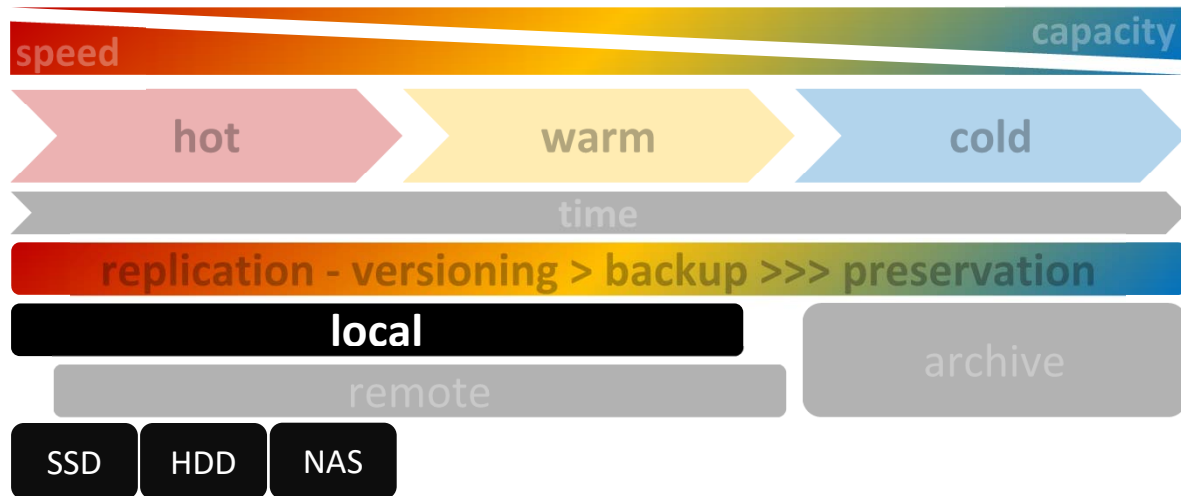 speed
capacity
hot
warm
cold
time
replication - versioning > backup >>> preservation
local
archive
remote
SSD
HDD
NAS